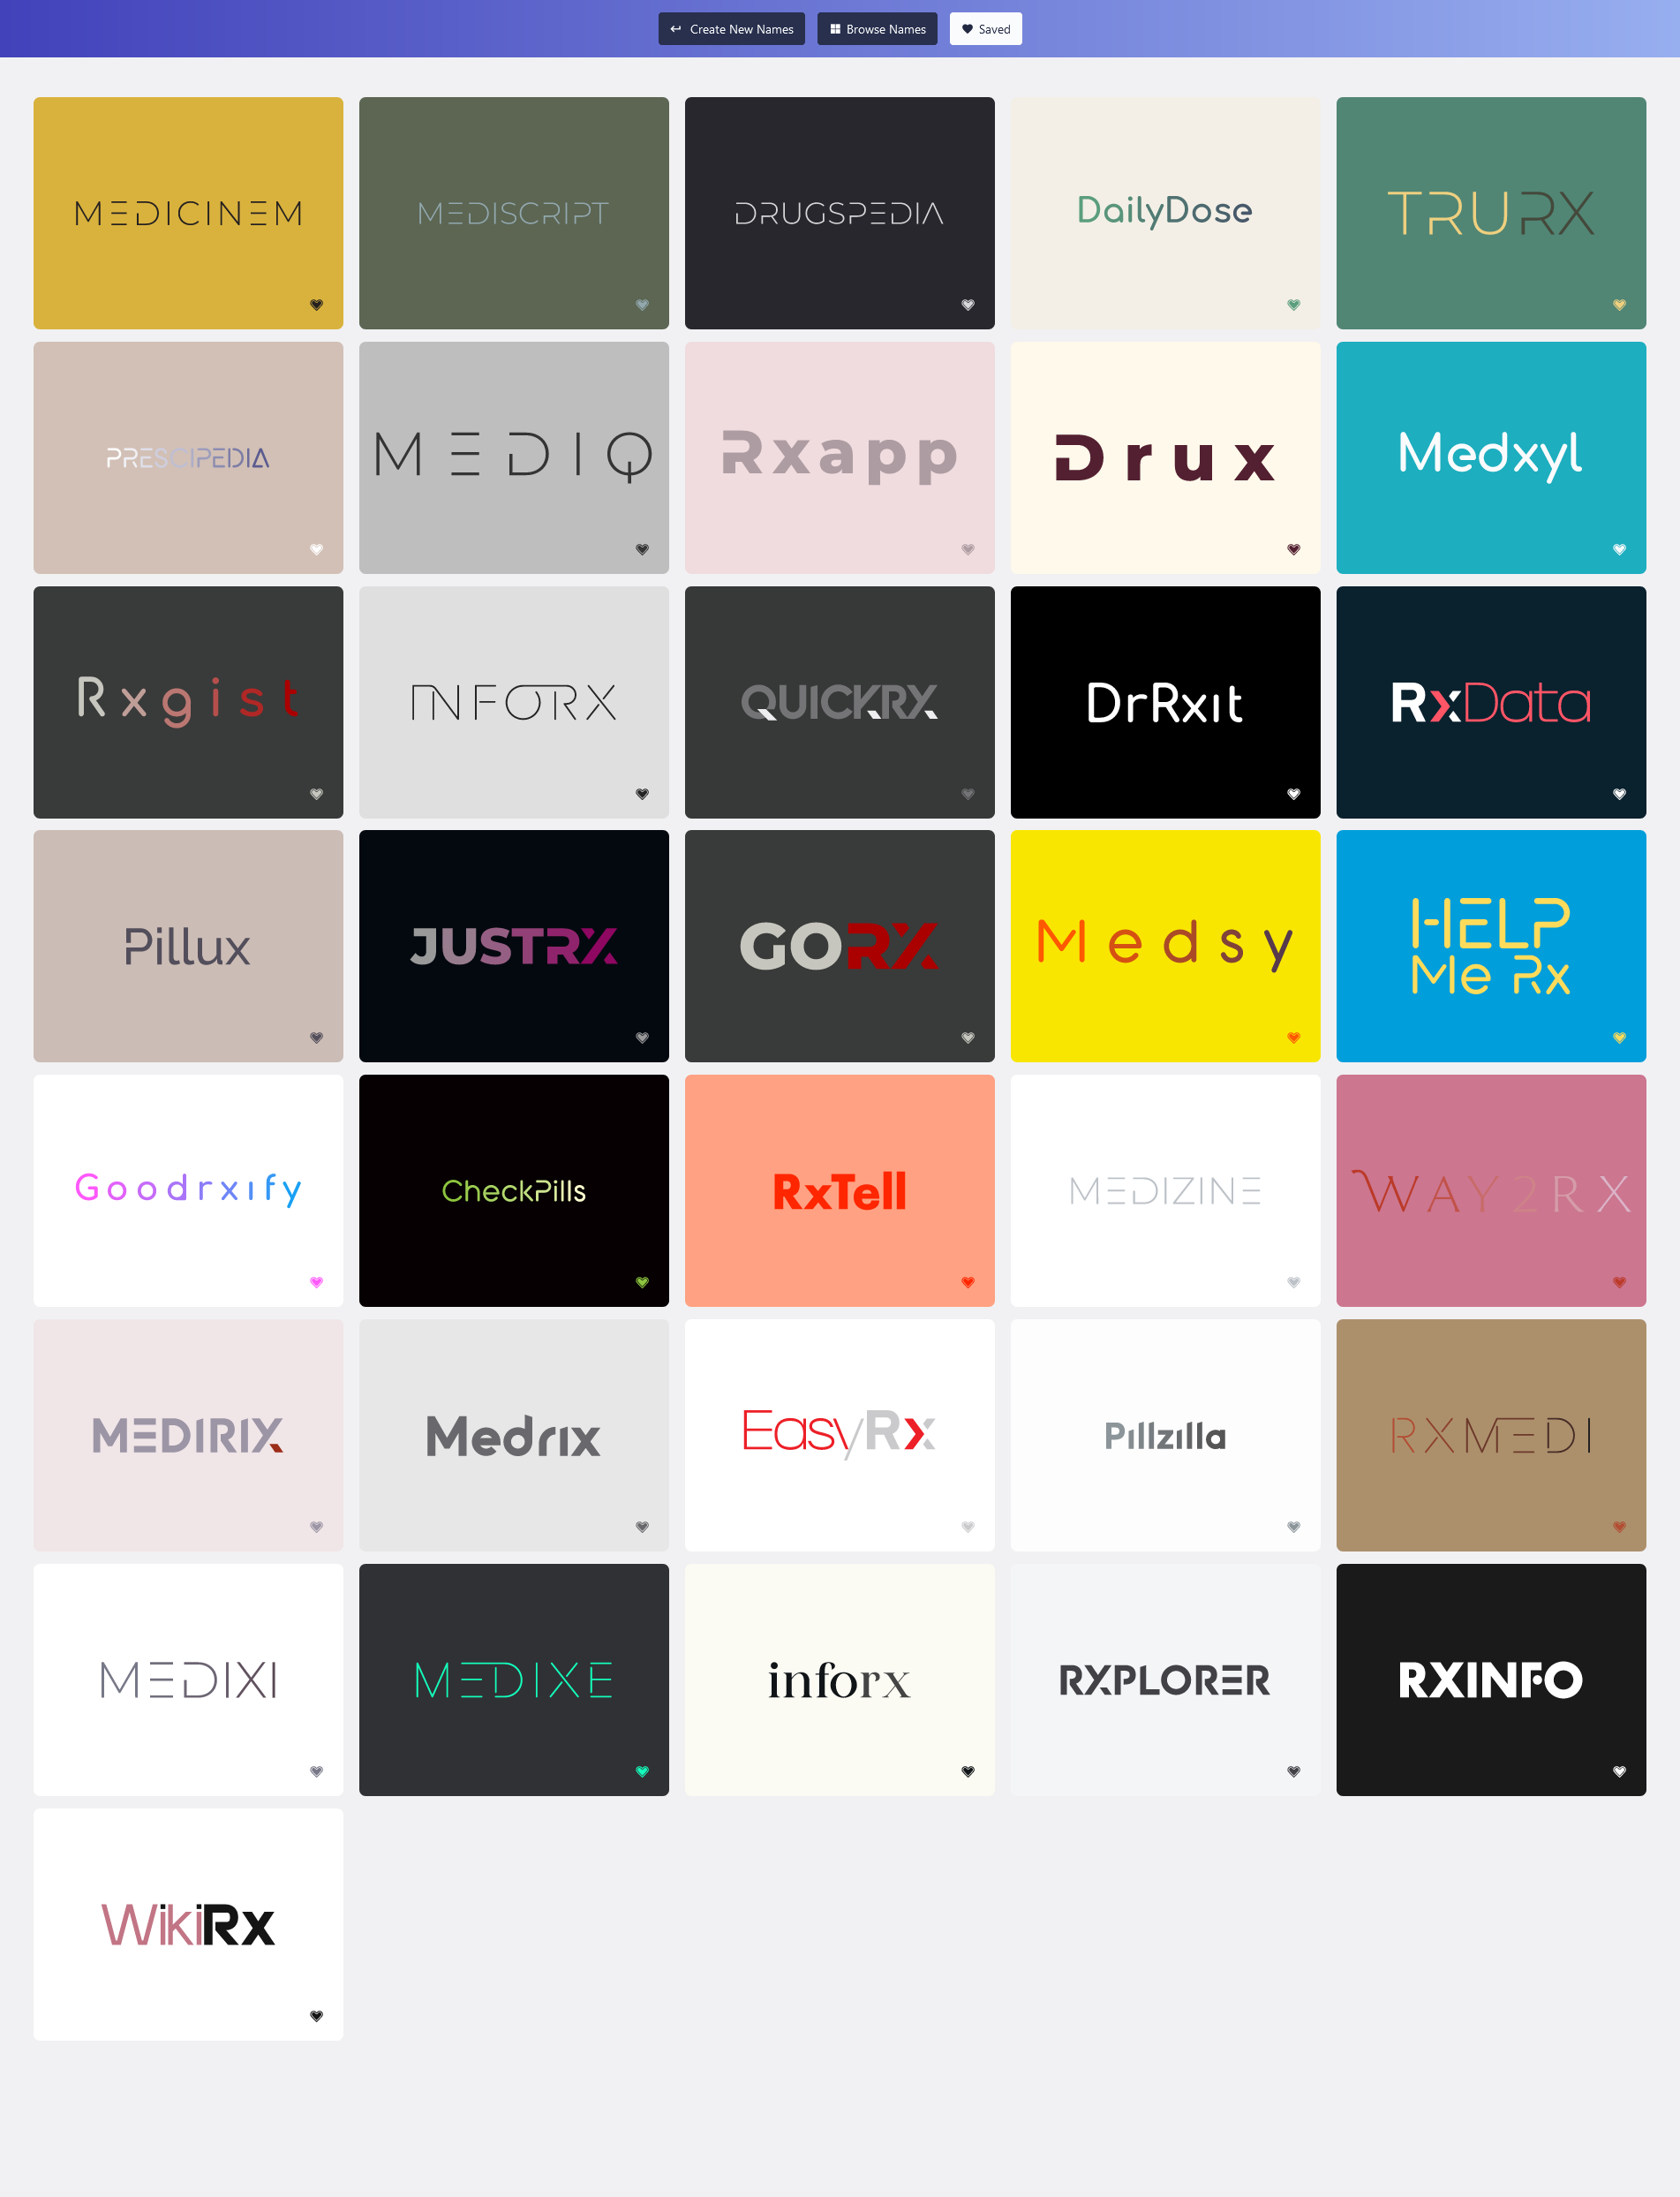 Create New Names
Browse Names
Saved
MEDICINEM
MEDISCRIPT
DRUGSPEDIA
DailyDose
TRURX
PRESCIPEDIA
MEDIQ
Rxapp
Drux
Medxyl
Rxgist
INFORX
QUICKRX
DrRxit
RxData
Pillux
JUSTRX
GORX
Medsy
HELP
Me Rx
Goodrxify
CheckPills
RxTell
MEDIZINE
WAY2RX
MEDIRIX
Medrix
EasyRx
Pillzilla
RXMEDI
MEDIXI
MEDIXE
inforx
RXPLORER
RXINFO
WikiRx